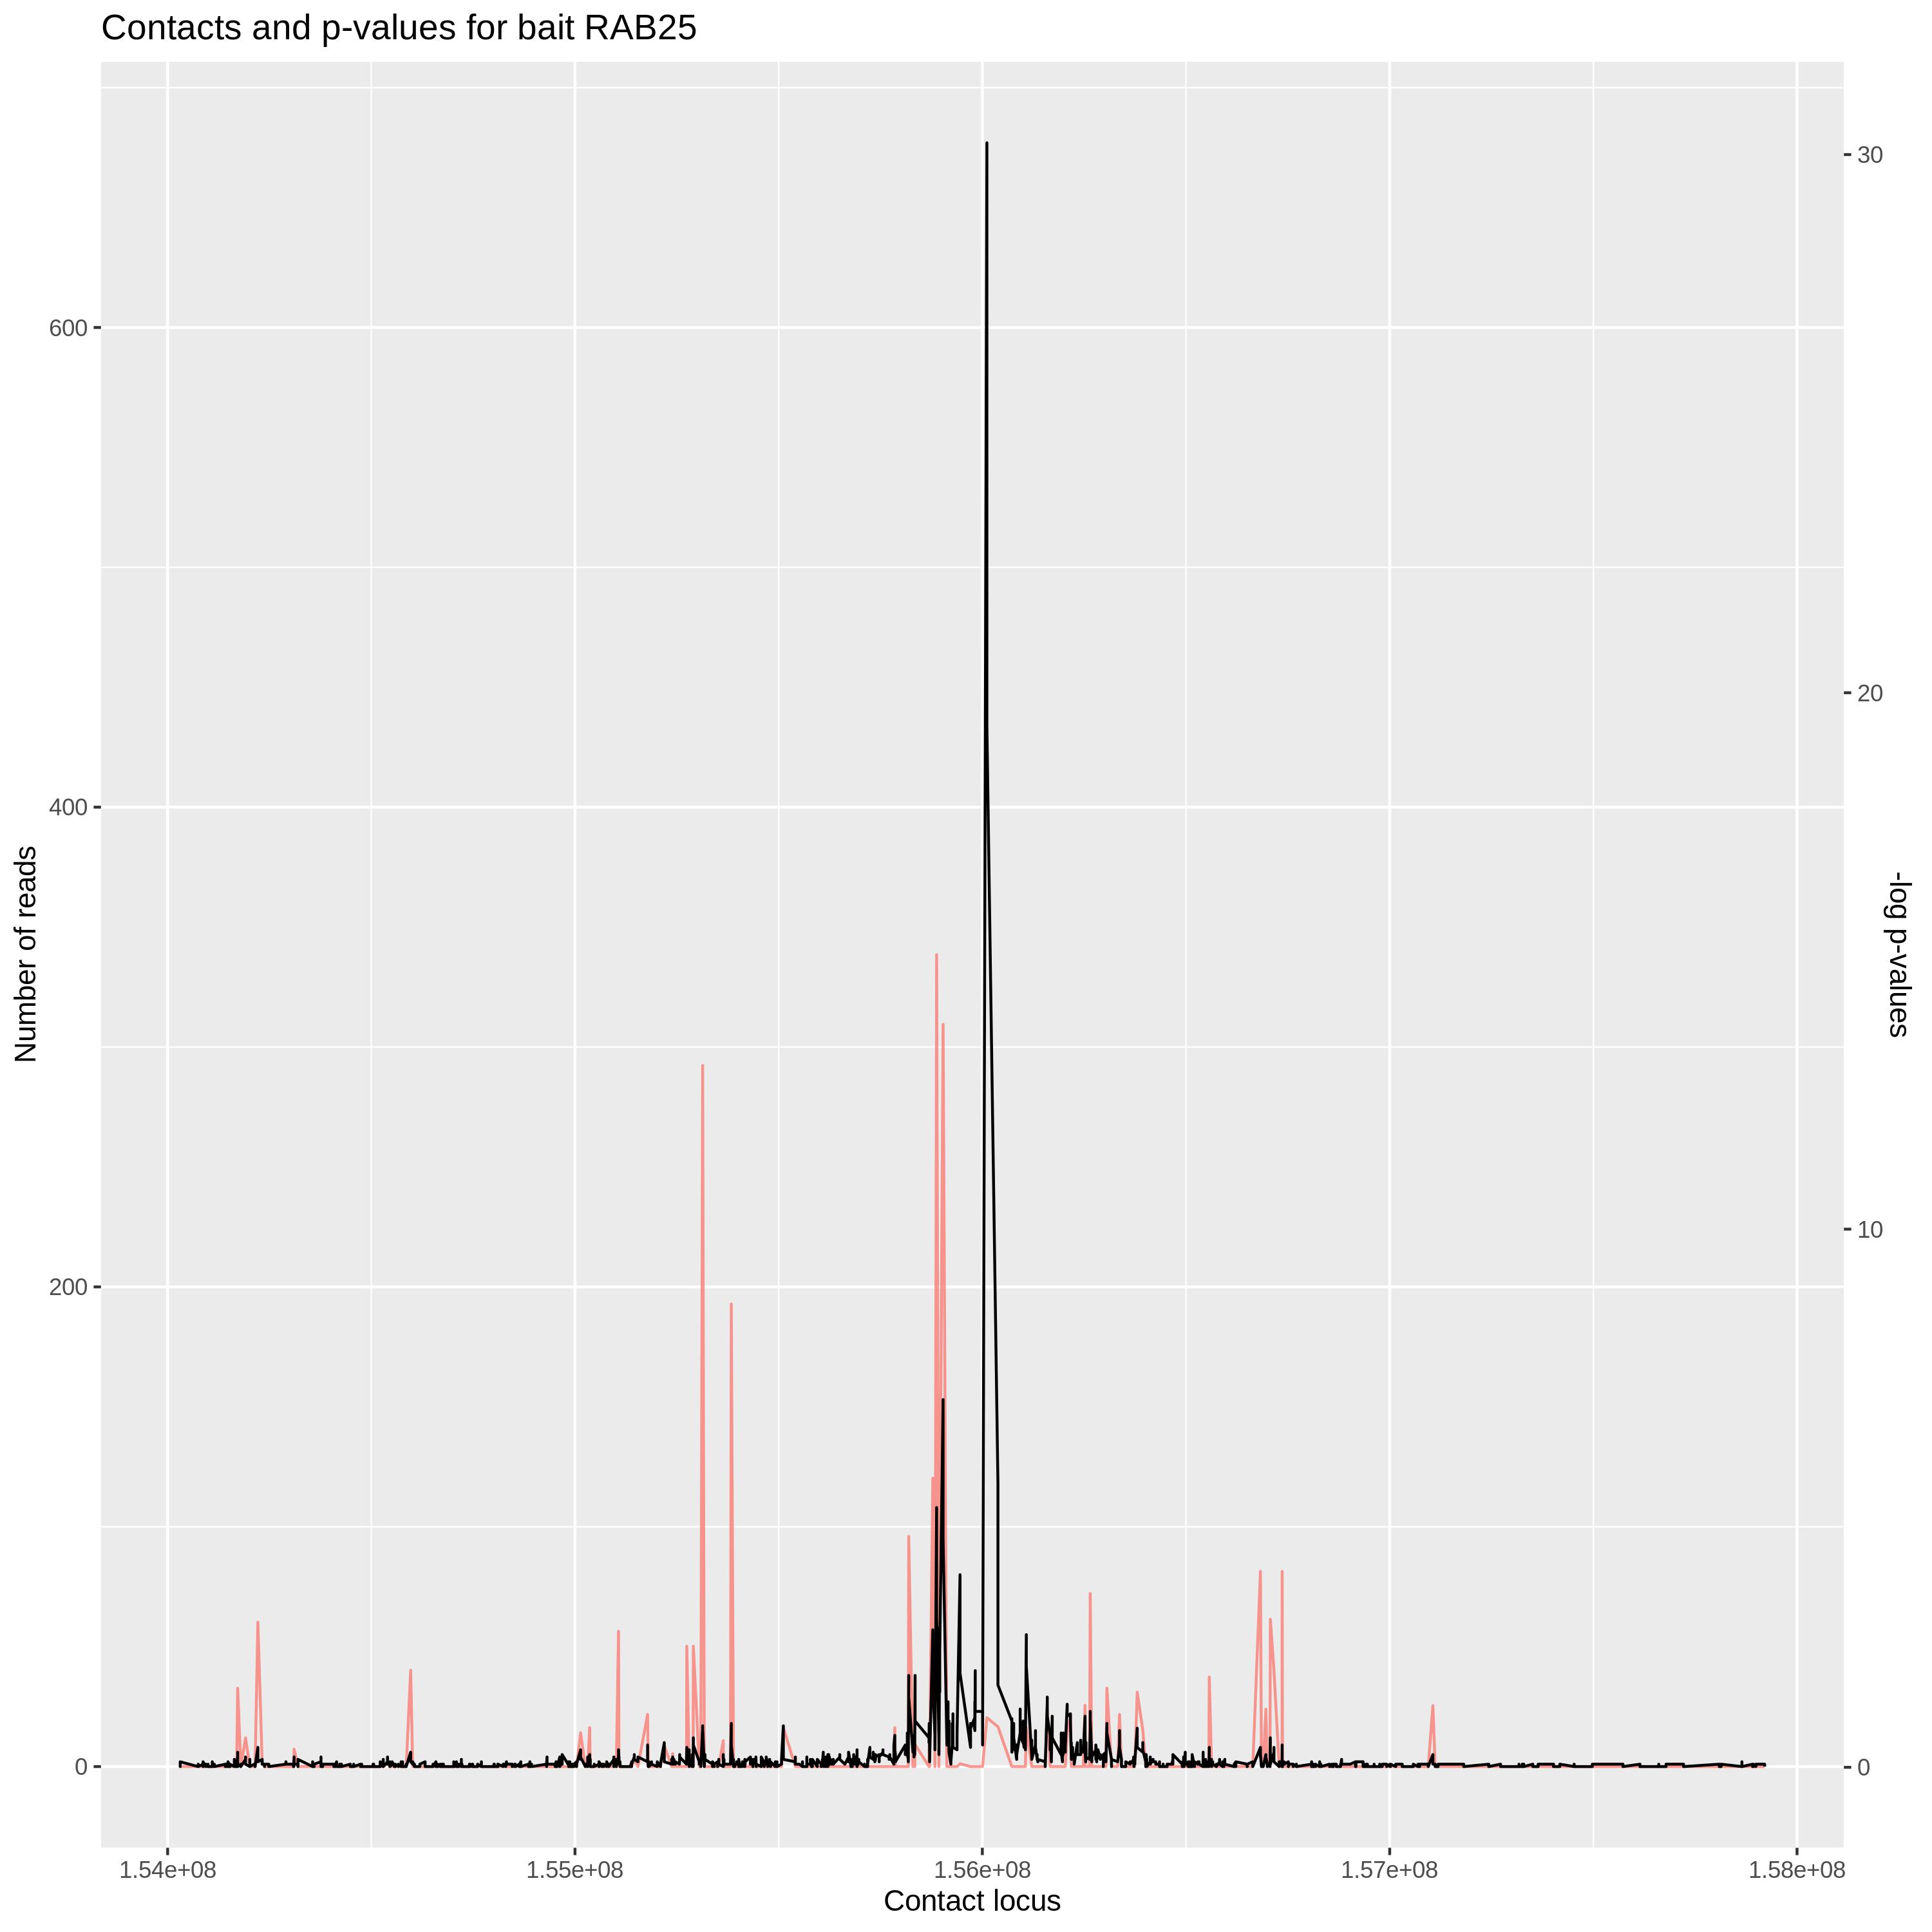 Contacts and p-values for bait RAB25
Number of reads
600
400
200
0
30
20
10
0
-log p-values
1.54e+08
1.55e+08
1.56e+08
1.57e+08
1.58e+08
Contact locus